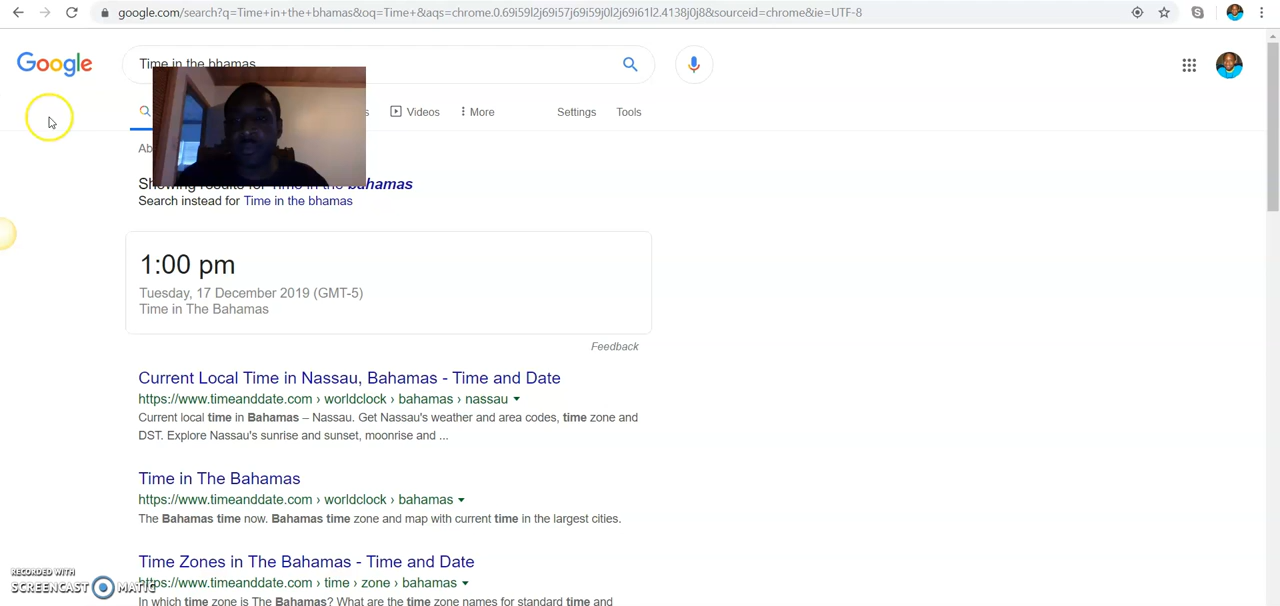 google.com/search?q=Time+in+the+bhamas&oq=Time+&aqs=chrome.0.69i59l2j69i57j69i59j0l2j69i61l2.4138j0j8&sourceid=chrome&ie=UTF-8
Google
Time in the bhamas
Videos
More
Settings
Tools
Showing results for Time in the bahamas
Search instead for Time in the bhamas
1:00 pm
Tuesday, 17 December 2019 (GMT-5)
Time in The Bahamas
Feedback
Current Local Time in Nassau, Bahamas - Time and Date
https://www.timeanddate.com › worldclock › bahamas › nassau
Current local time in Bahamas – Nassau. Get Nassau's weather and area codes, time zone and
DST. Explore Nassau's sunrise and sunset, moonrise and ...
Time in The Bahamas
https://www.timeanddate.com › worldclock › bahamas
The Bahamas time now. Bahamas time zone and map with current time in the largest cities.
Time Zones in The Bahamas - Time and Date
https://www.timeanddate.com › time › zone › bahamas
In which time zone is The Bahamas? What are the time zone names for standard time and
RECORDED WITH
SCREENCAST MATIC